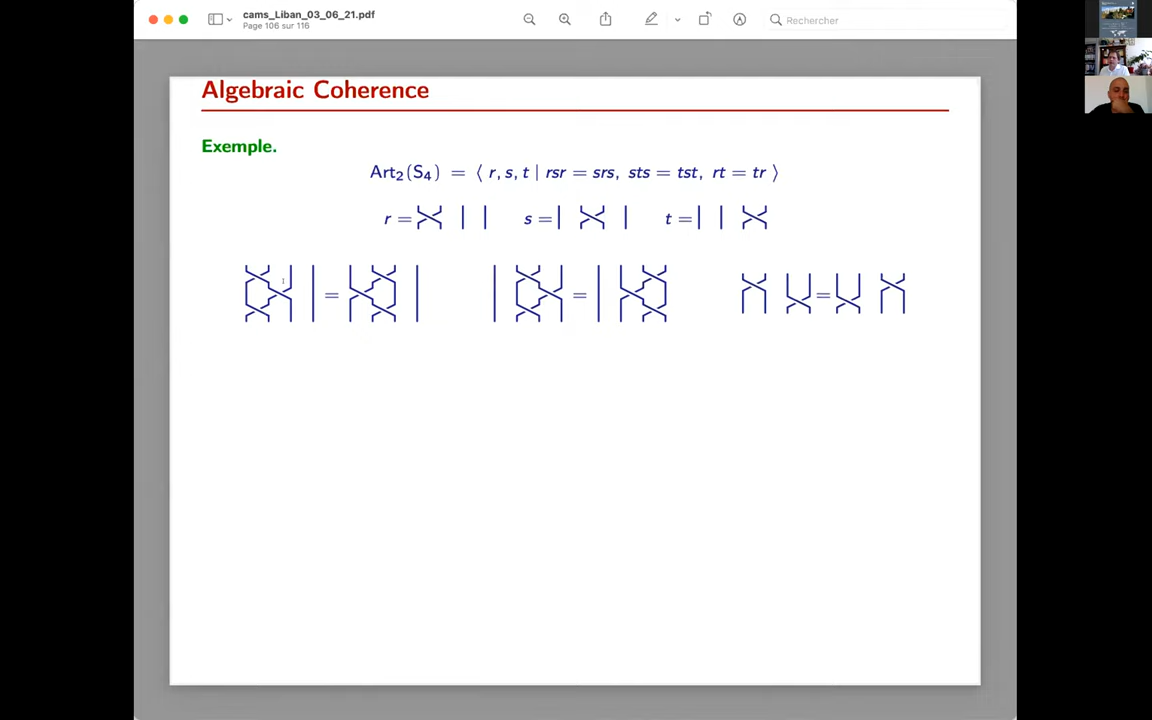 cams_Liban_03_06_21.pdf
Page 106 sur 116
Rechercher
Algebraic Coherence
Exemple.
Art₂(S₄) = ⟨ r, s, t | rsr = srs, sts = tst, rt = tr ⟩
r = | | s = | | t = | |
| = | | = | =